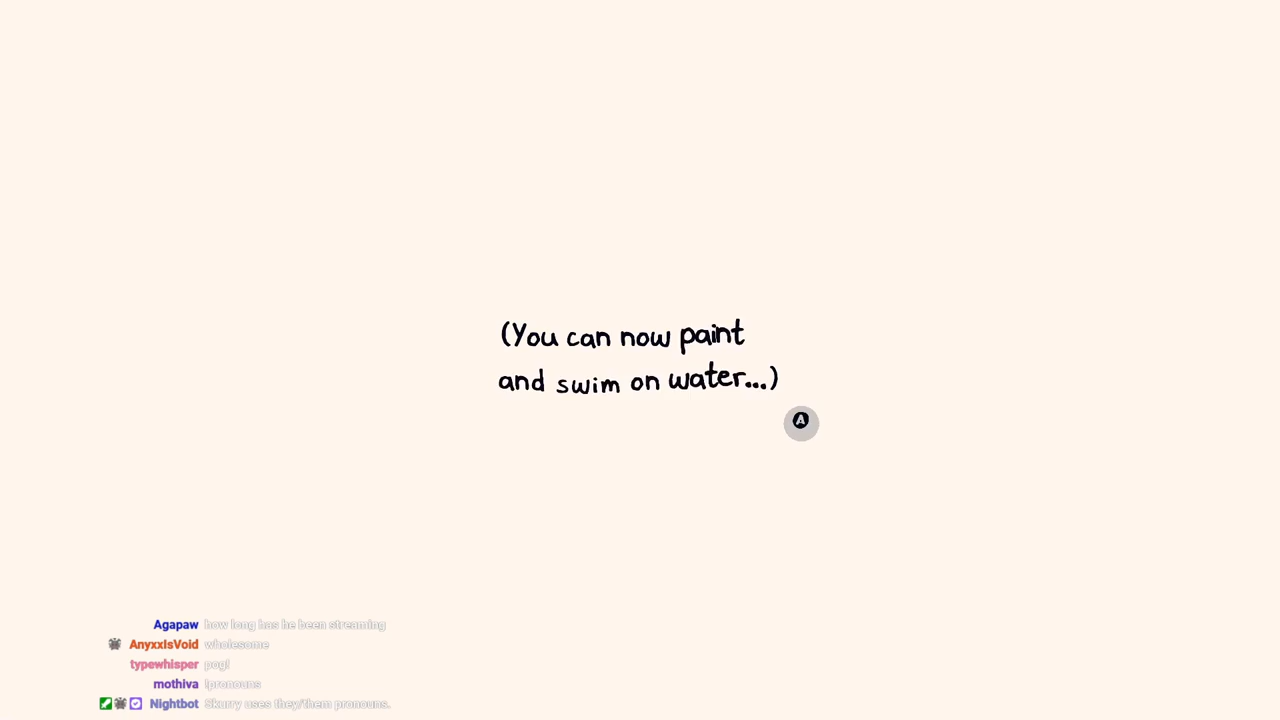 (You can now paint
and swim on water...)
A
Agapaw how long has he been streaming
AnyxxIsVoid wholesome
typewhisper pog!
mothiva !pronouns
Nightbot Skurry uses they/them pronouns.